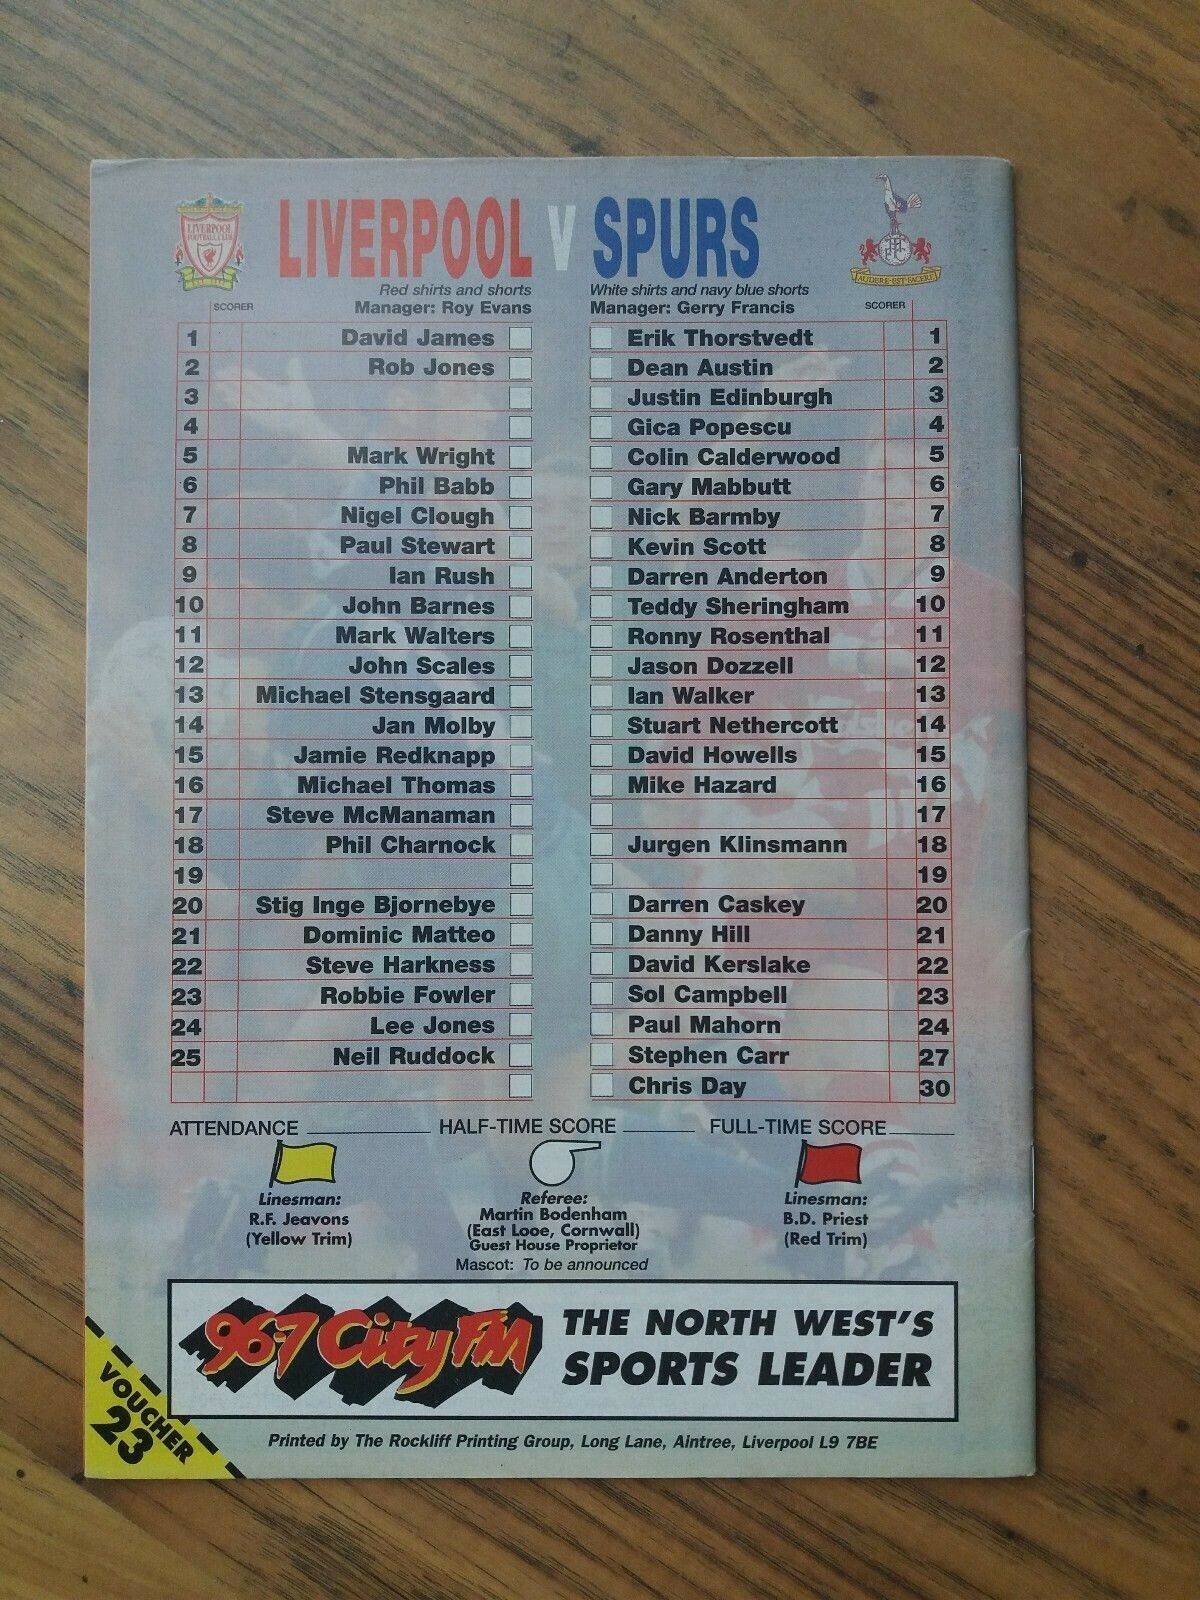 LIVERPOOL V SPURS
LIVERPOOL
FOOTBALL CLUB
AUDERE EST FACERE
Red shirts and shorts
White shirts and navy blue shorts
Manager: Roy Evans
Manager: Gerry Francis
SCORER
SCORER
1 David James Erik Thorstvedt 1
2 Rob Jones Dean Austin 2
3 Justin Edinburgh 3
4 Gica Popescu 4
5 Mark Wright Colin Calderwood 5
6 Phil Babb Gary Mabbutt 6
7 Nigel Clough Nick Barmby 7
8 Paul Stewart Kevin Scott 8
9 Ian Rush Darren Anderton 9
10 John Barnes Teddy Sheringham 10
11 Mark Walters Ronny Rosenthal 11
12 John Scales Jason Dozzell 12
13 Michael Stensgaard Ian Walker 13
14 Jan Molby Stuart Nethercott 14
15 Jamie Redknapp David Howells 15
16 Michael Thomas Mike Hazard 16
17 Steve McManaman 17
18 Phil Charnock Jurgen Klinsmann 18
19 19
20 Stig Inge Bjornebye Darren Caskey 20
21 Dominic Matteo Danny Hill 21
22 Steve Harkness David Kerslake 22
23 Robbie Fowler Sol Campbell 23
24 Lee Jones Paul Mahorn 24
25 Neil Ruddock Stephen Carr 27
Chris Day 30
ATTENDANCE HALF-TIME SCORE FULL-TIME SCORE
Linesman:
R.F. Jeavons
(Yellow Trim)
Referee:
Martin Bodenham
(East Looe, Cornwall)
Guest House Proprietor
Linesman:
B.D. Priest
(Red Trim)
Mascot: To be announced
96·7 City FM
THE NORTH WEST'S
SPORTS LEADER
VOUCHER
23
Printed by The Rockliff Printing Group, Long Lane, Aintree, Liverpool L9 7BE